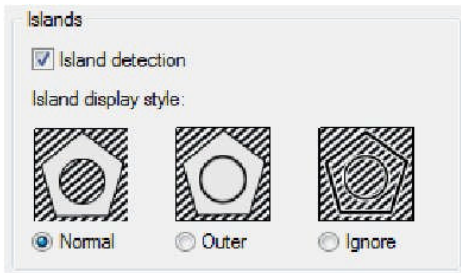 Islands
Island detection
Island display style:
Normal Outer Ignore